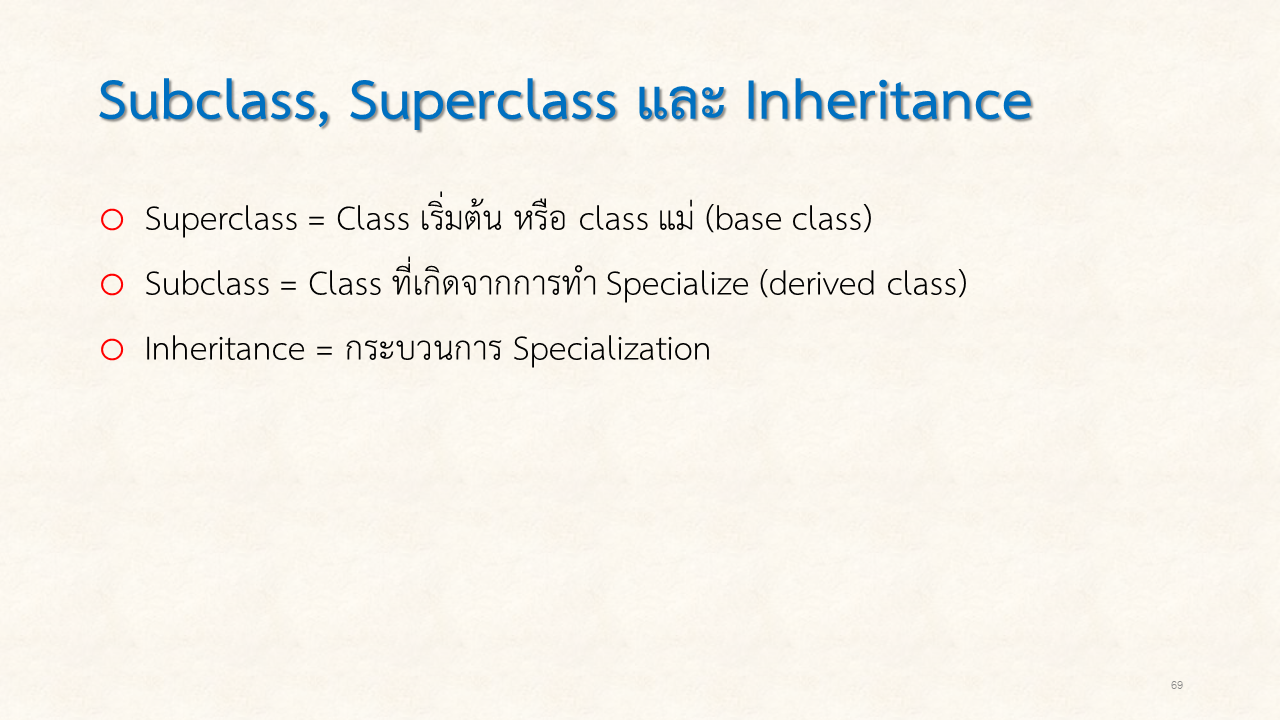 Subclass, Superclass และ Inheritance
Superclass = Class เริ่มต้น หรือ class แม่ (base class)
Subclass = Class ที่เกิดจากการทำ Specialize (derived class)
Inheritance = กระบวนการ Specialization
69